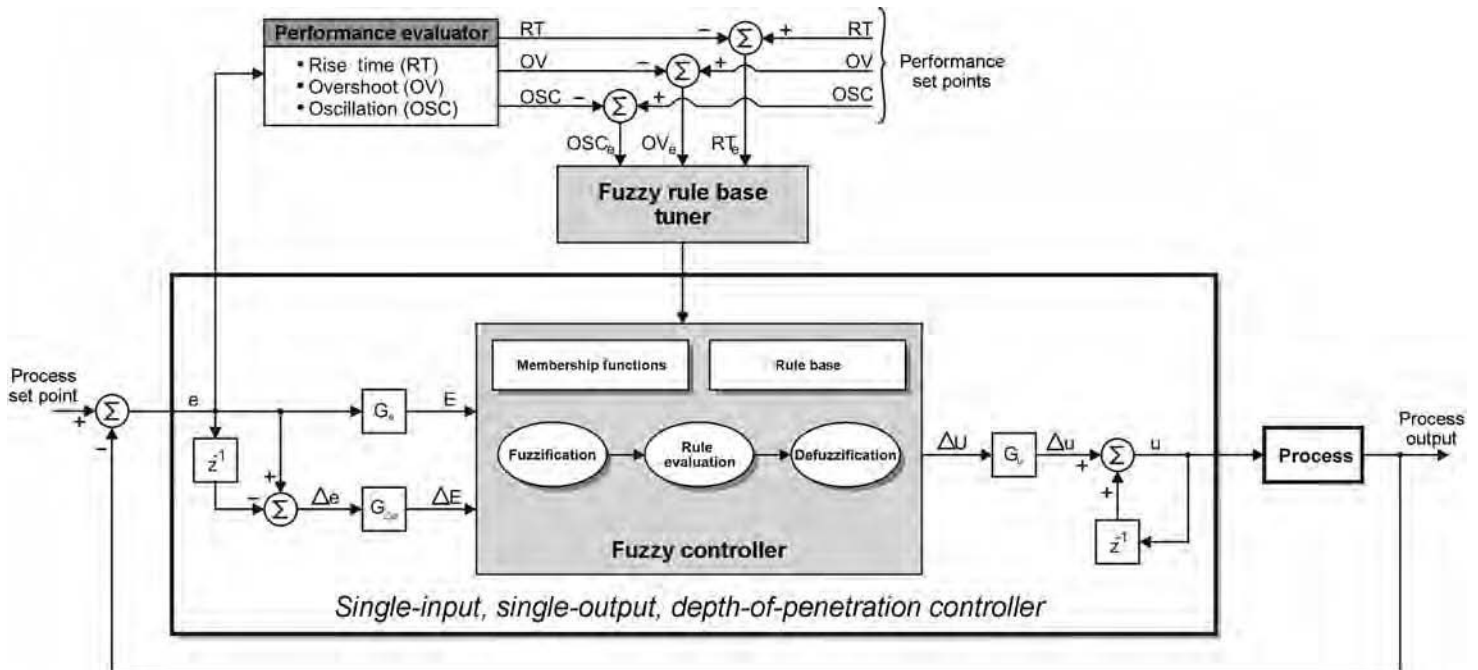 Performance evaluator
• Rise time (RT)
• Overshoot (OV)
• Oscillation (OSC)
RT
OV
OSC
−
−
−
Σ
Σ
Σ
+
+
+
RT
OV
OSC
Performance
set points
OSCe
OVe
RTe
Fuzzy rule base
tuner
Process
set point
+
−
Σ
e
z-1
+
−
Σ
Δe
Ge
GΔe
E
ΔE
Membership functions
Rule base
Fuzzification
Rule
evaluation
Defuzzification
Fuzzy controller
ΔU
Δu
+
Σ
+
u
z-1
Process
Process
output
Single-input, single-output, depth-of-penetration controller